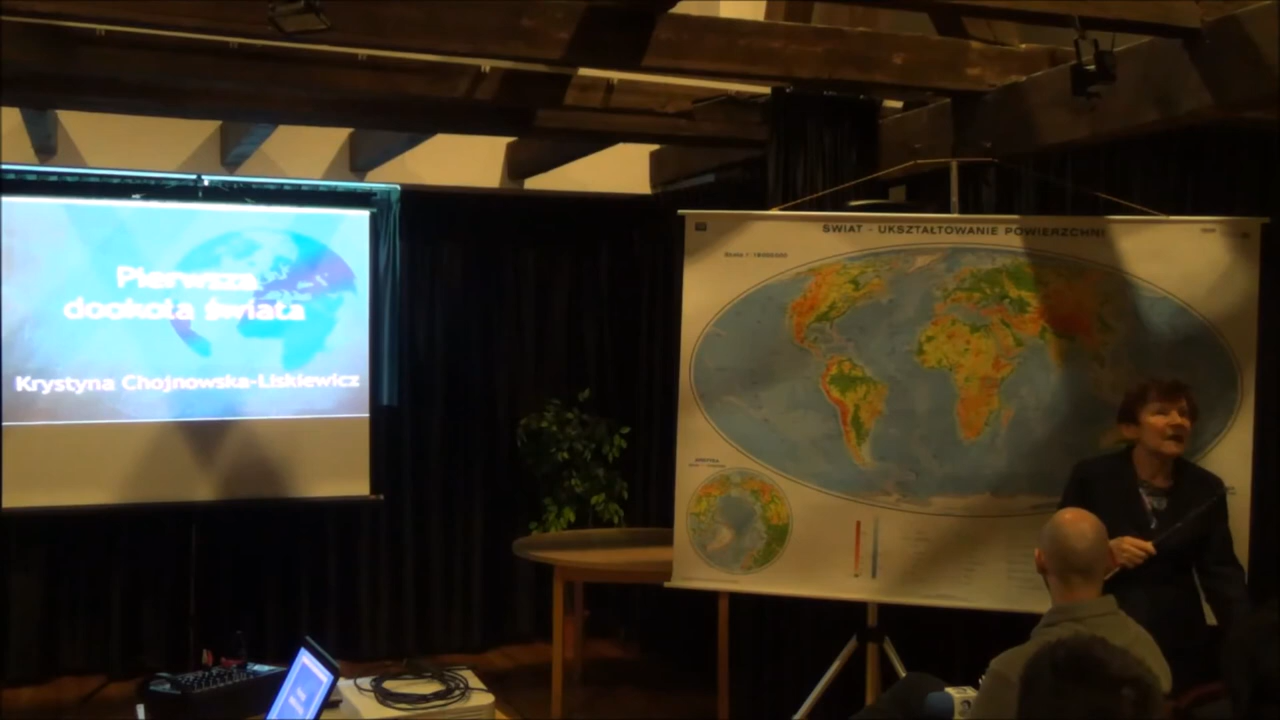 Pierwsza
dookoła świata
Krystyna Chojnowska-Liskiewicz
ŚWIAT - UKSZTAŁTOWANIE POWIERZCHNI